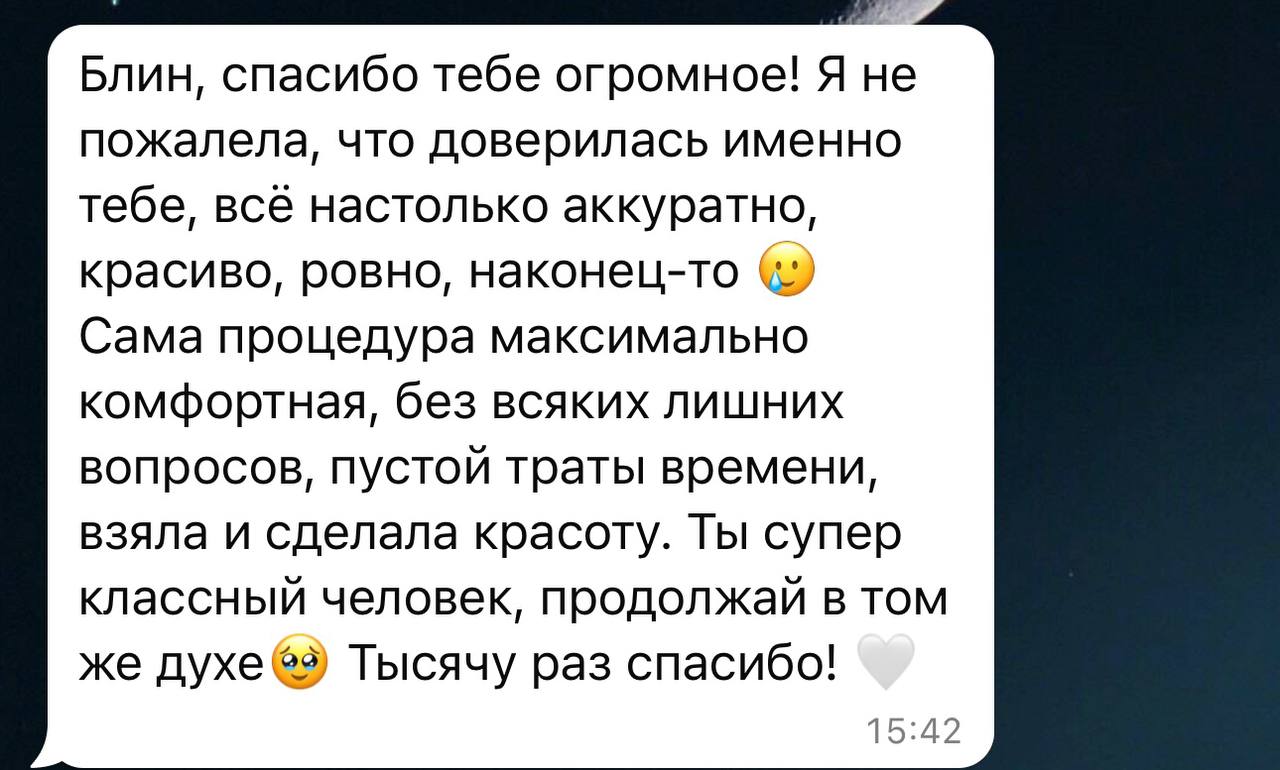 Блин, спасибо тебе огромное! Я не
пожалела, что доверилась именно
тебе, всё настолько аккуратно,
красиво, ровно, наконец-то 🥲
Сама процедура максимально
комфортная, без всяких лишних
вопросов, пустой траты времени,
взяла и сделала красоту. Ты супер
классный человек, продолжай в том
же духе🥹 Тысячу раз спасибо! 🤍
15:42